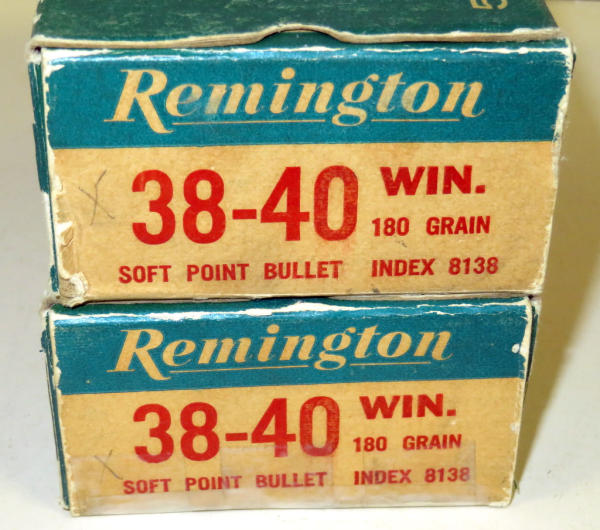 5
Remington
X
38-40 WIN.
180 GRAIN
SOFT POINT BULLET INDEX 8138
Remington
X
38-40 WIN.
180 GRAIN
SOFT POINT BULLET INDEX 8138